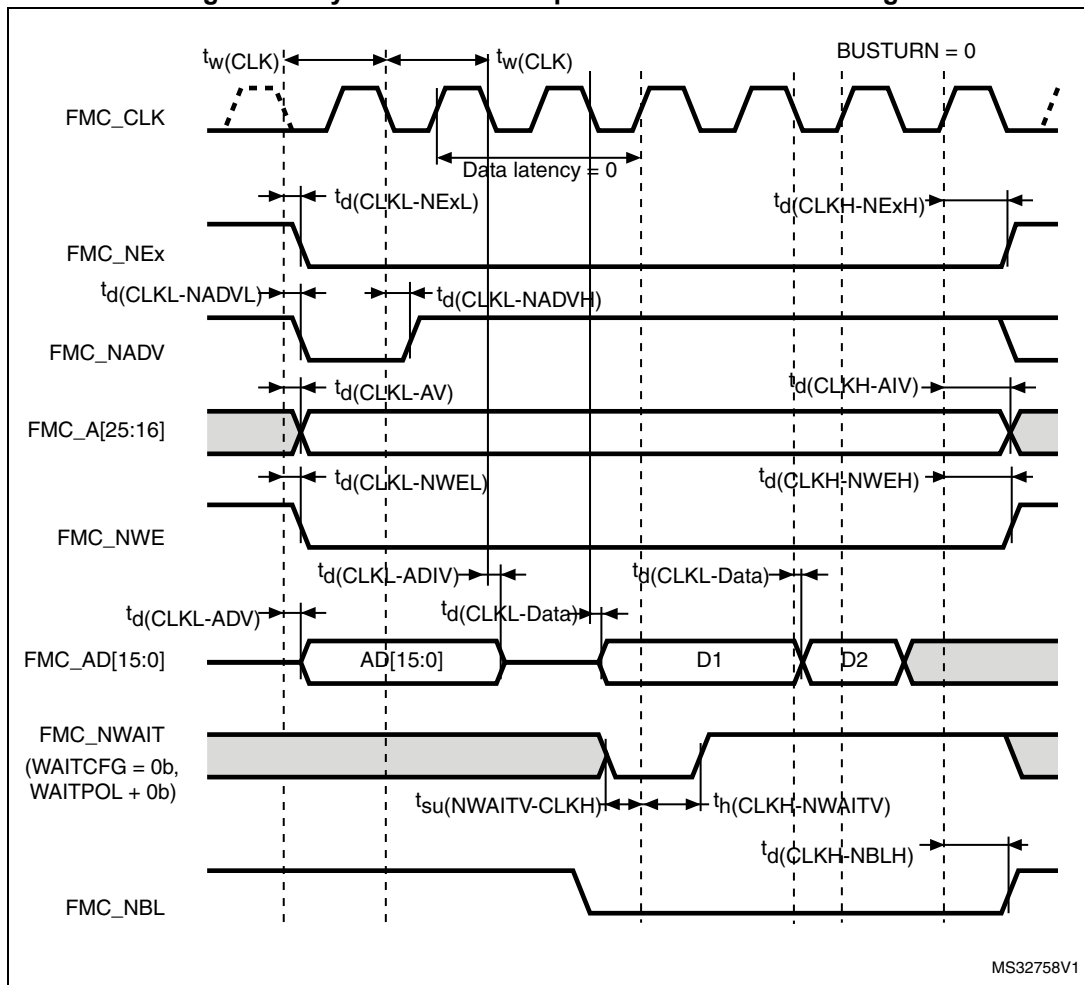 tw(CLK)
tw(CLK)
BUSTURN = 0
FMC_CLK
Data latency = 0
td(CLKL-NExL)
td(CLKH-NExH)
FMC_NEx
td(CLKL-NADVL)
td(CLKL-NADVH)
FMC_NADV
td(CLKL-AV)
td(CLKH-AIV)
FMC_A[25:16]
td(CLKL-NWEL)
td(CLKH-NWEH)
FMC_NWE
td(CLKL-ADIV)
td(CLKL-Data)
td(CLKL-ADV)
td(CLKL-Data)
FMC_AD[15:0]
AD[15:0]
D1
D2
FMC_NWAIT
(WAITCFG = 0b,
WAITPOL + 0b)
tsu(NWAITV-CLKH)
th(CLKH-NWAITV)
td(CLKH-NBLH)
FMC_NBL
MS32758V1